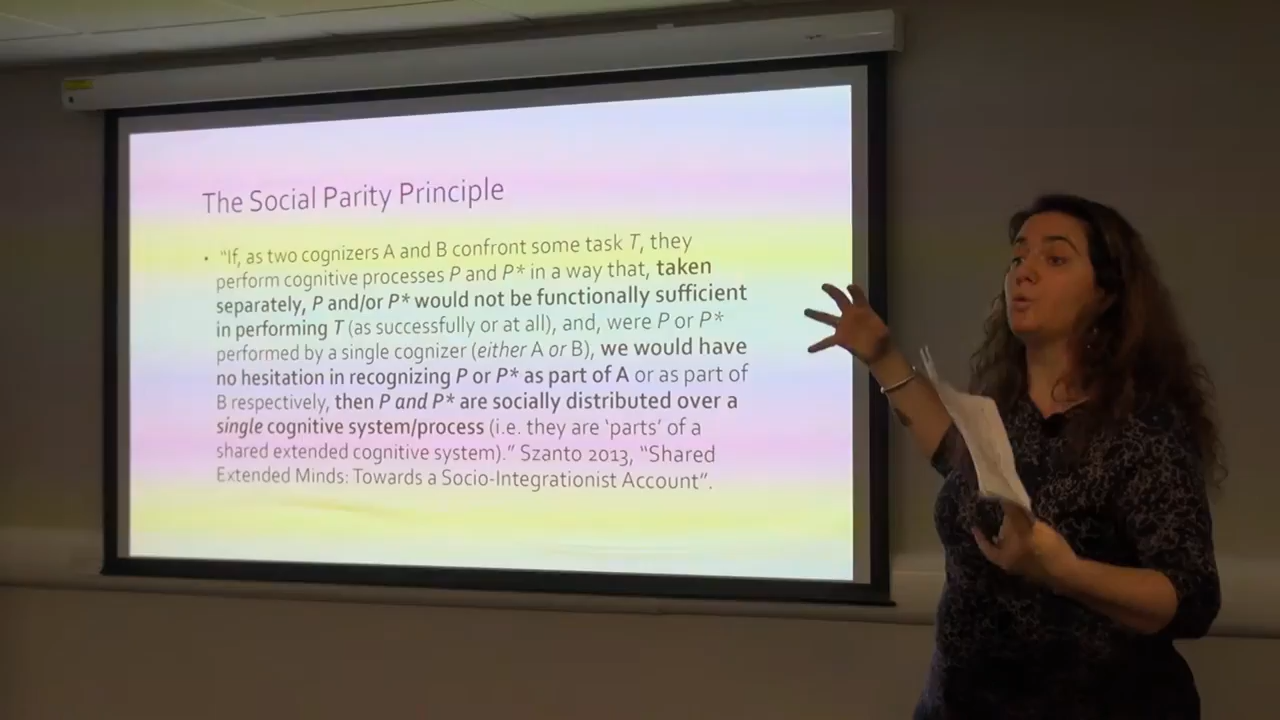 The Social Parity Principle
• "If, as two cognizers A and B confront some task T, they
perform cognitive processes P and P* in a way that, taken
separately, P and/or P* would not be functionally sufficient
in performing T (as successfully or at all), and, were P or P*
performed by a single cognizer (either A or B), we would have
no hesitation in recognizing P or P* as part of A or as part of
B respectively, then P and P* are socially distributed over a
single cognitive system/process (i.e. they are 'parts' of a
shared extended cognitive system)." Szanto 2013, "Shared
Extended Minds: Towards a Socio-Integrationist Account".